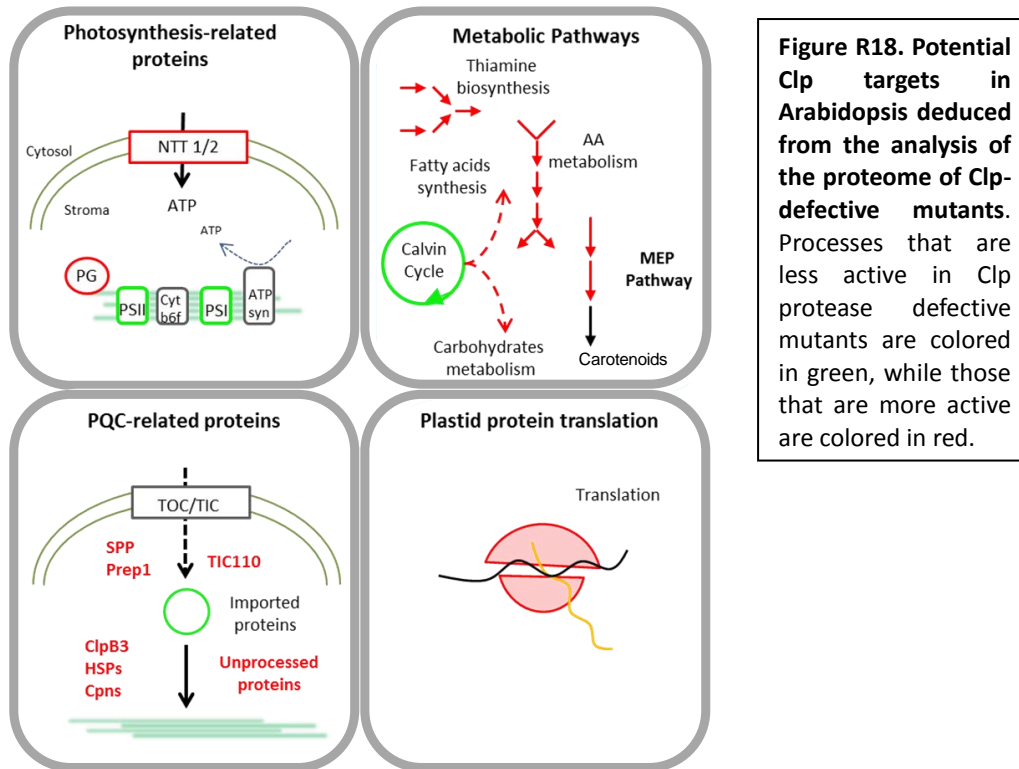 Photosynthesis-related
proteins
Cytosol
NTT 1/2
Stroma
ATP
ATP
PG
PSII
Cyt
b6f
PSI
ATP
syn
Metabolic Pathways
Thiamine
biosynthesis
AA
metabolism
Fatty acids
synthesis
Calvin
Cycle
MEP
Pathway
Carbohydrates
metabolism
Carotenoids
PQC-related proteins
TOC/TIC
SPP
Prep1
TIC110
Imported
proteins
ClpB3
HSPs
Cpns
Unprocessed
proteins
Plastid protein translation
Translation
Figure R18. Potential
Clp targets in
Arabidopsis deduced
from the analysis of
the proteome of Clp-
defective mutants.
Processes that are
less active in Clp
protease defective
mutants are colored
in green, while those
that are more active
are colored in red.